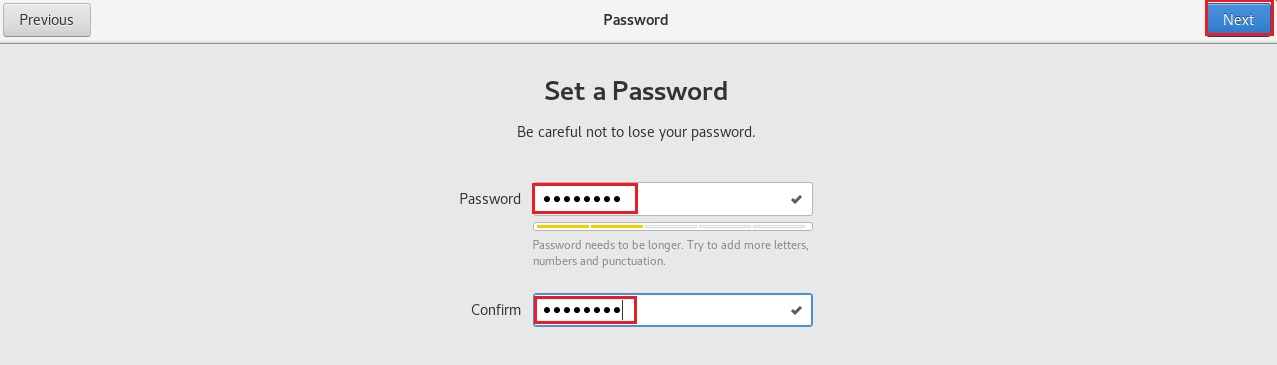 Previous
Password
Next
Set a Password
Be careful not to lose your password.
Password ●●●●●●●●
Password needs to be longer. Try to add more letters,
numbers and punctuation.
Confirm ●●●●●●●●